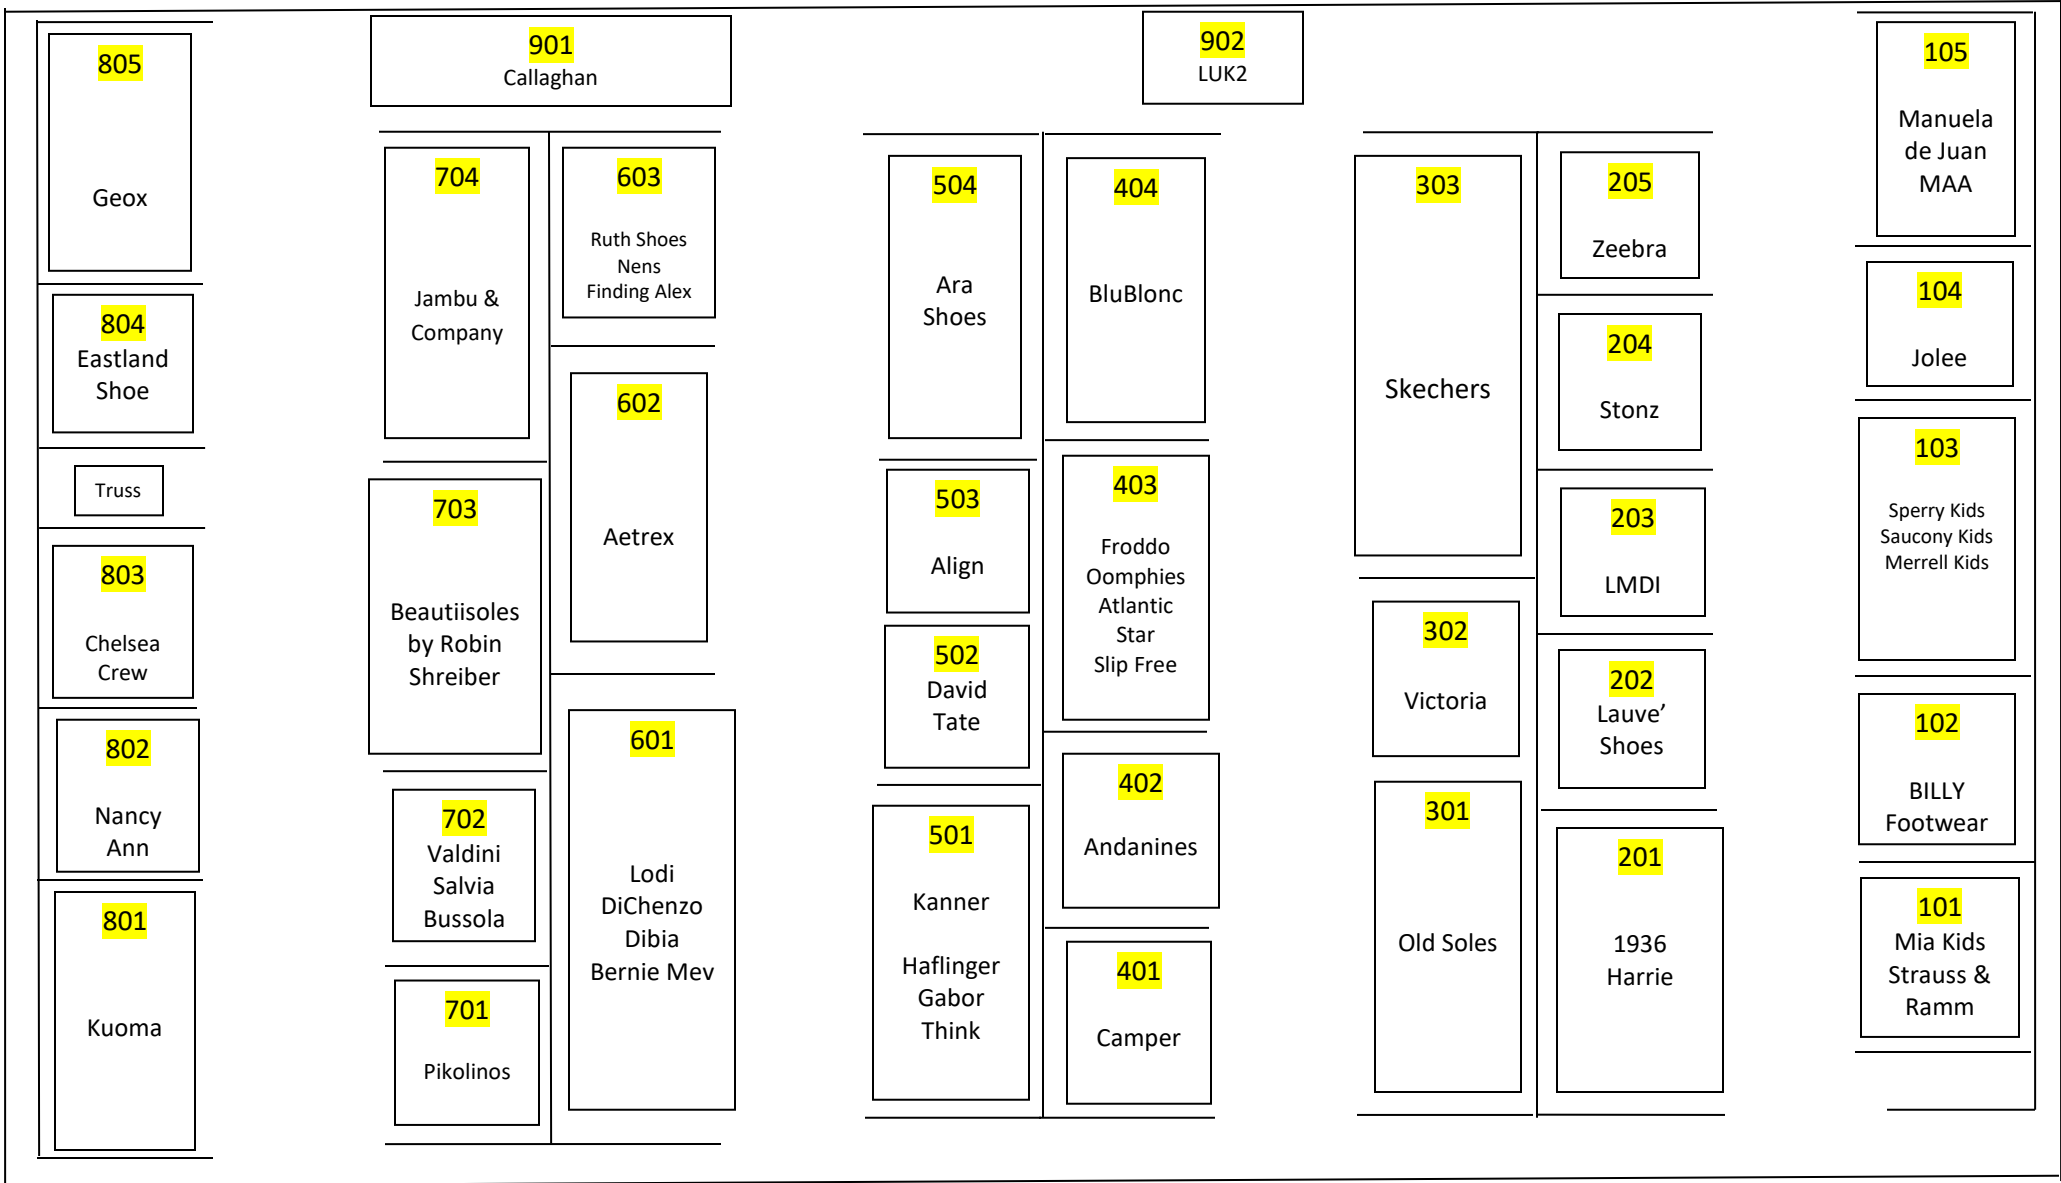 805
Geox
804
Eastland
Shoe
Truss
803
Chelsea
Crew
802
Nancy
Ann
801
Kuoma
901
Callaghan
704
Jambu &
Company
703
Beautiisoles
by Robin
Shreiber
702
Valdini
Salvia
Bussola
701
Pikolinos
603
Ruth Shoes
Nens
Finding Alex
602
Aetrex
601
Lodi
DiChenzo
Dibia
Bernie Mev
902
LUK2
504
Ara
Shoes
503
Align
502
David
Tate
501
Kanner
Haflinger
Gabor
Think
404
BluBlonc
403
Froddo
Oomphies
Atlantic
Star
Slip Free
402
Andanines
401
Camper
303
Skechers
302
Victoria
301
Old Soles
205
Zeebra
204
Stonz
203
LMDI
202
Lauve’
Shoes
201
1936
Harrie
105
Manuela
de Juan
MAA
104
Jolee
103
Sperry Kids
Saucony Kids
Merrell Kids
102
BILLY
Footwear
101
Mia Kids
Strauss &
Ramm